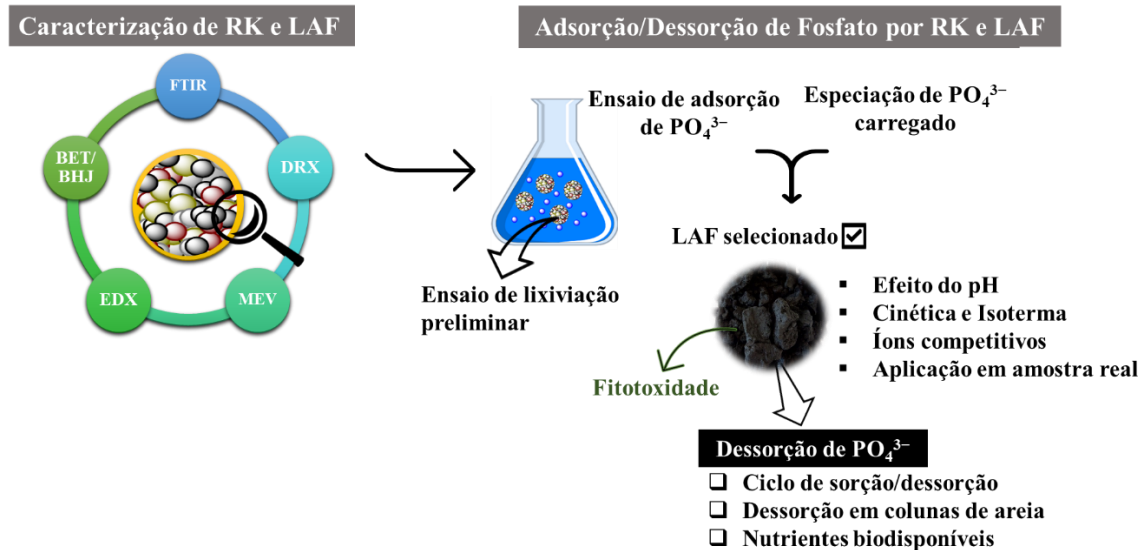 Caracterização de RK e LAF
FTIR
BET/
BHJ
DRX
EDX
MEV
Adsorção/Dessorção de Fosfato por RK e LAF
Ensaio de adsorção
de PO₄³⁻
Especiação de PO₄³⁻
carregado
Ensaio de lixiviação
preliminar
LAF selecionado ☑
▪ Efeito do pH
▪ Cinética e Isoterma
▪ Íons competitivos
▪ Aplicação em amostra real
Fitotoxidade
Dessorção de PO₄³⁻
❑ Ciclo de sorção/dessorção
❑ Dessorção em colunas de areia
❑ Nutrientes biodisponíveis